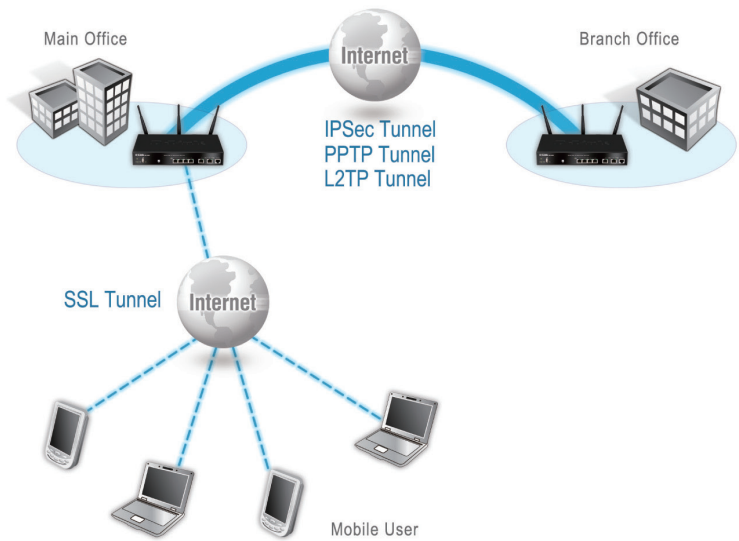 Main Office
Internet
Branch Office
IPSec Tunnel
PPTP Tunnel
L2TP Tunnel
SSL Tunnel
Internet
Mobile User